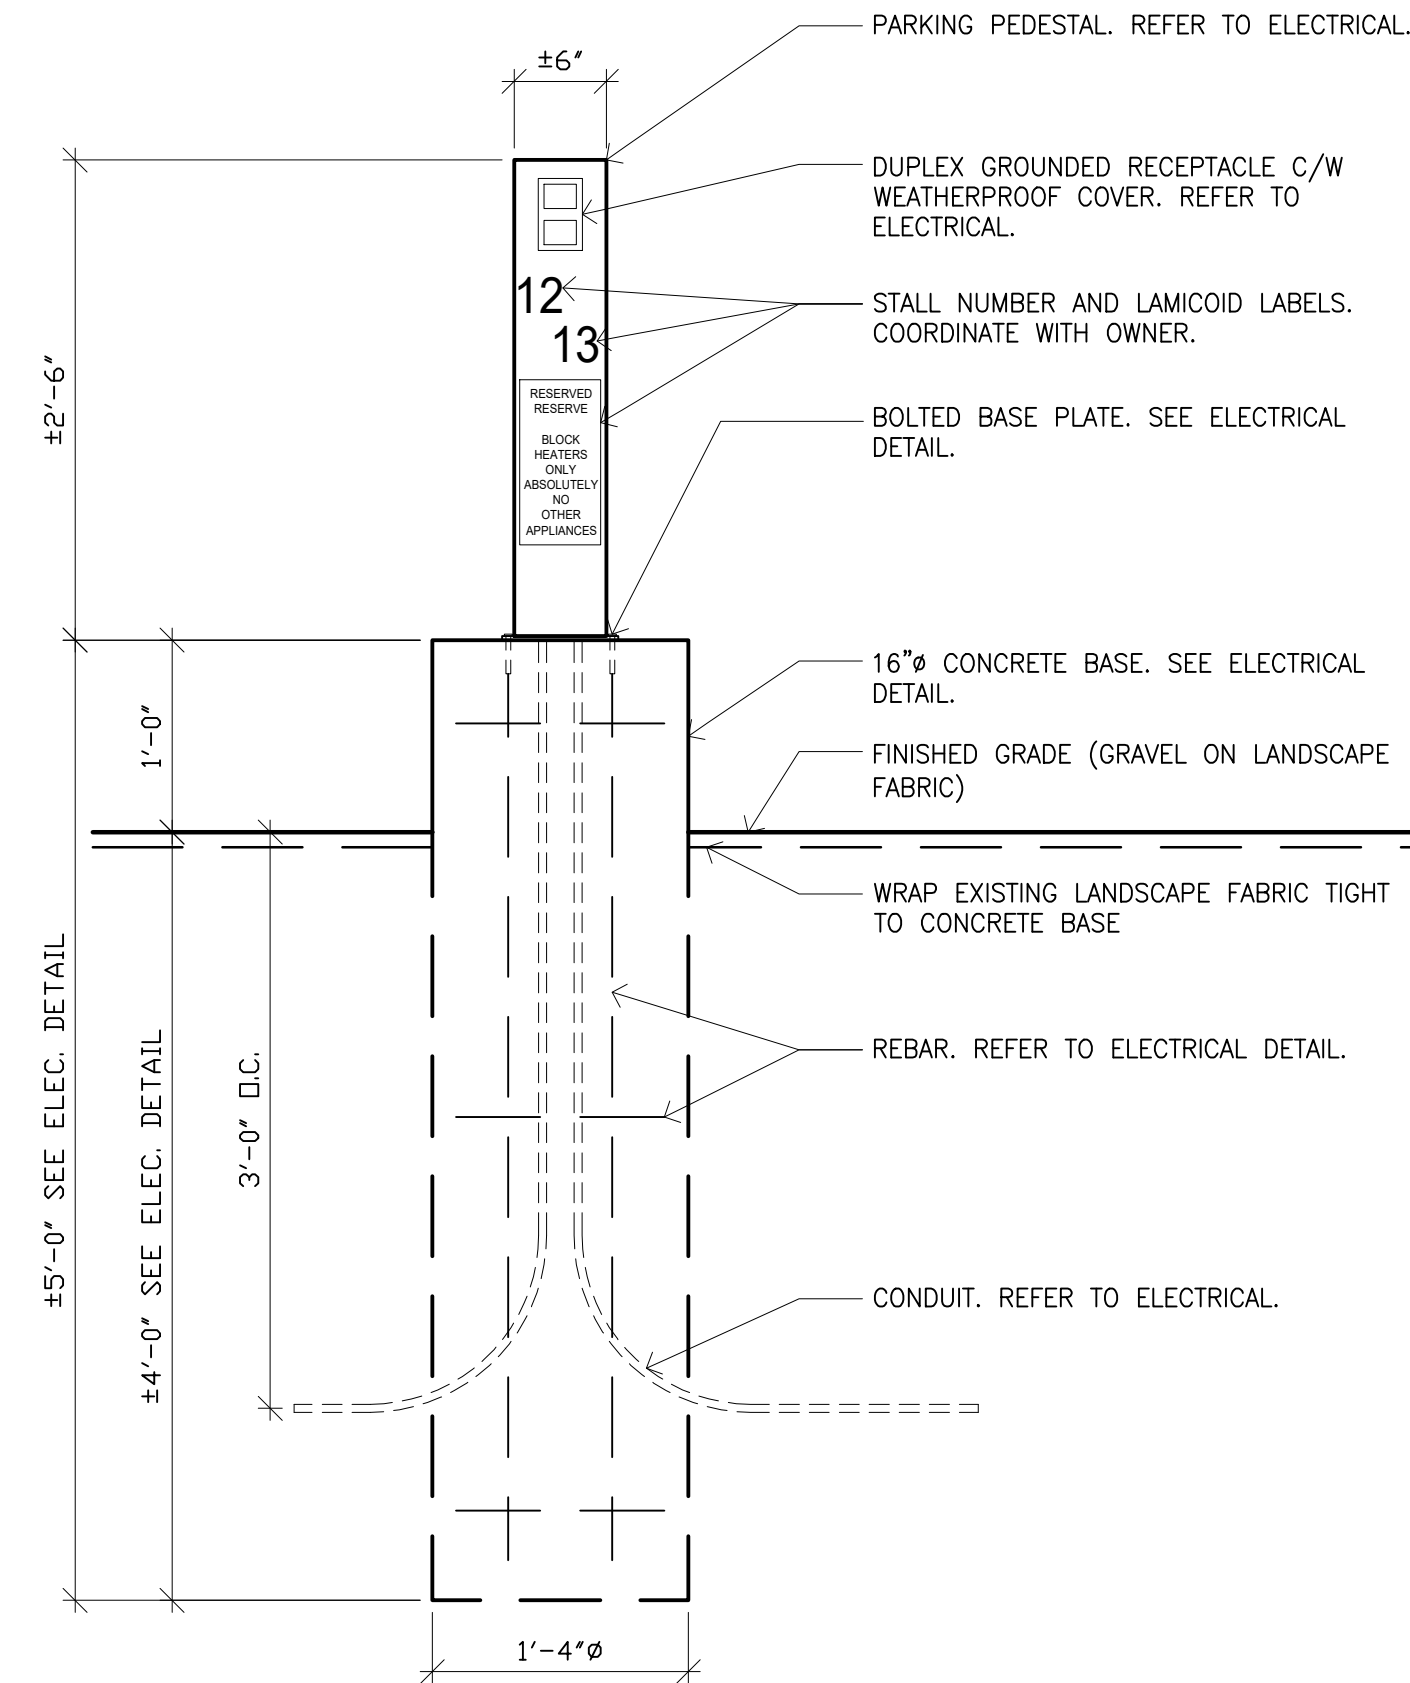 PARKING PEDESTAL. REFER TO ELECTRICAL.
±6"
DUPLEX GROUNDED RECEPTACLE C/W
WEATHERPROOF COVER. REFER TO
ELECTRICAL.
12
13
STALL NUMBER AND LAMICOID LABELS.
COORDINATE WITH OWNER.
±2'-6"
RESERVED
RESERVE
BLOCK
HEATERS
ONLY
ABSOLUTELY
NO
OTHER
APPLIANCES
BOLTED BASE PLATE. SEE ELECTRICAL
DETAIL.
16"ø CONCRETE BASE. SEE ELECTRICAL
DETAIL.
1'-0"
FINISHED GRADE (GRAVEL ON LANDSCAPE
FABRIC)
WRAP EXISTING LANDSCAPE FABRIC TIGHT
TO CONCRETE BASE
±5'-0" SEE ELEC. DETAIL
±4'-0" SEE ELEC. DETAIL
3'-0" O.C.
REBAR. REFER TO ELECTRICAL DETAIL.
CONDUIT. REFER TO ELECTRICAL.
1'-4"ø